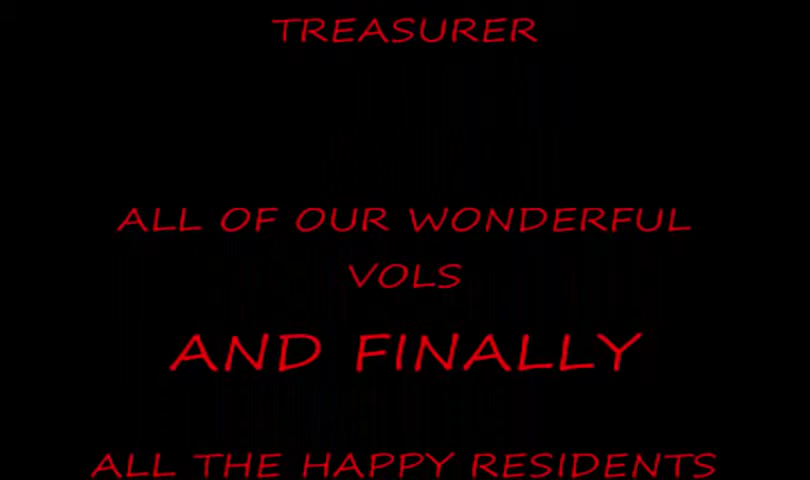 TREASURER
ALL OF OUR WONDERFUL
VOLS
AND FINALLY
ALL THE HAPPY RESIDENTS